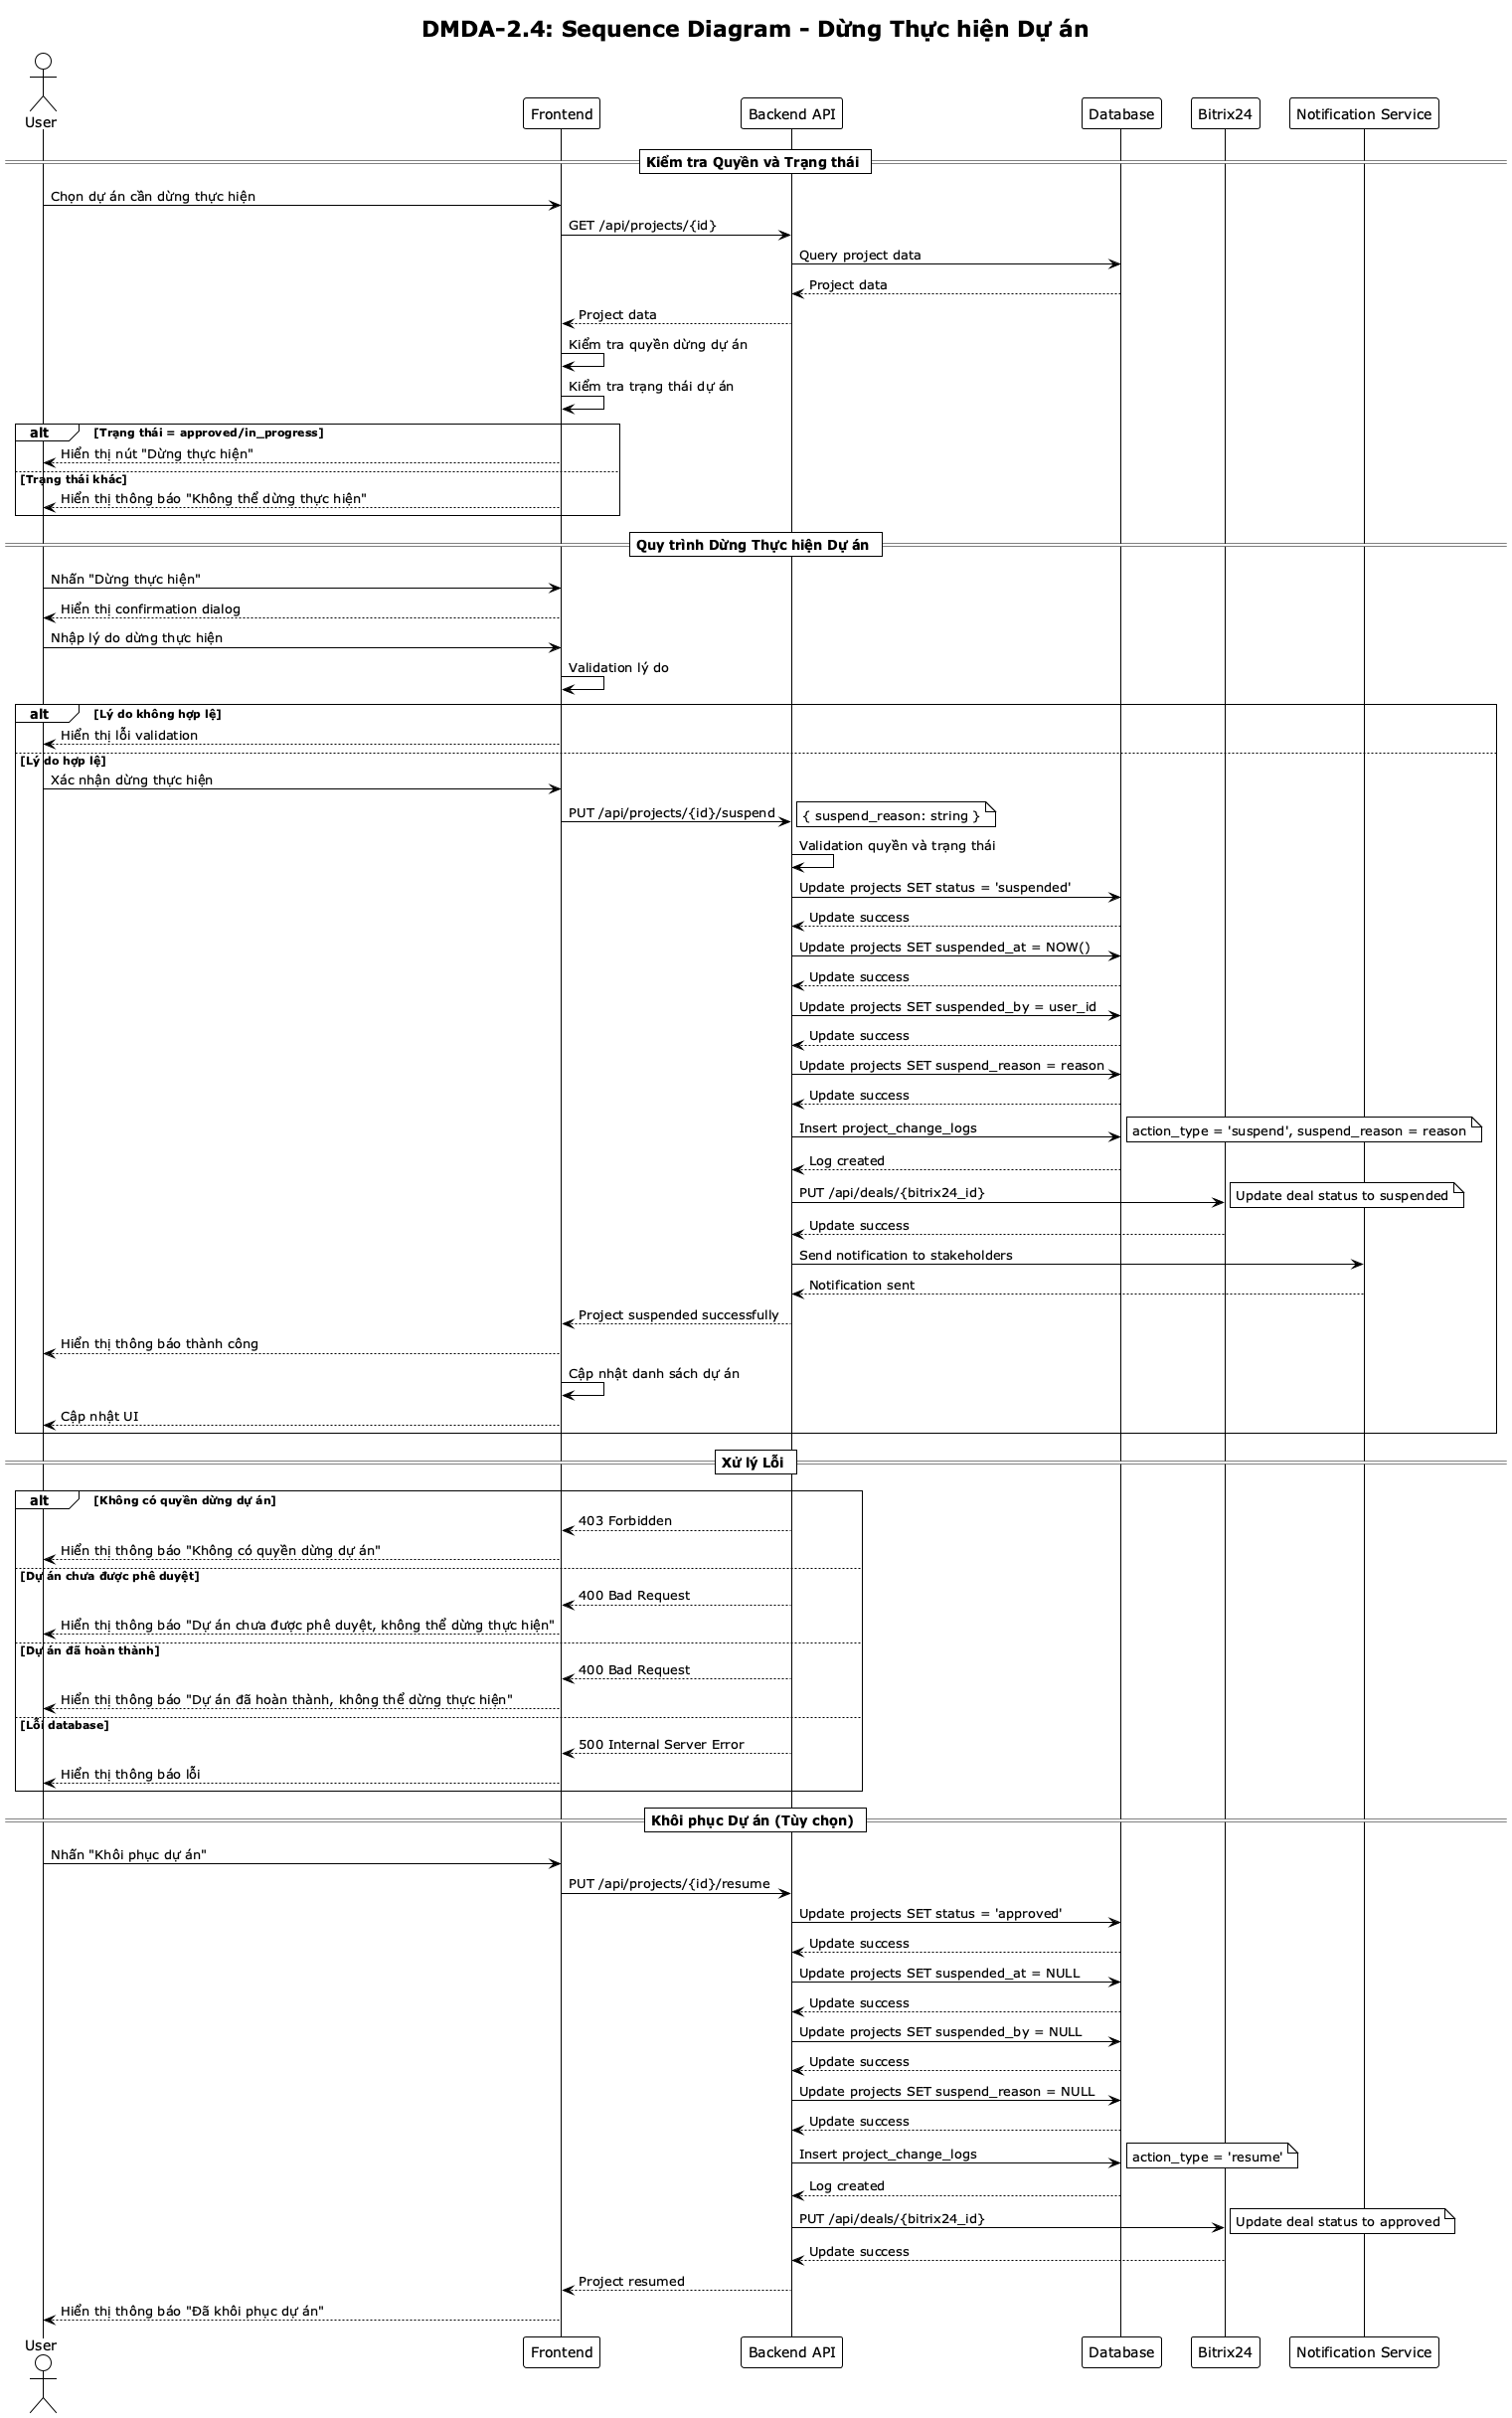 DMDA-2.4: Sequence Diagram - Dừng Thực hiện Dự án
User
Frontend
Backend API
Database
Bitrix24
Notification Service
Kiểm tra Quyền và Trạng thái
Chọn dự án cần dừng thực hiện
GET /api/projects/{id}
Query project data
Project data
Project data
Kiểm tra quyền dừng dự án
Kiểm tra trạng thái dự án
alt [Trạng thái = approved/in_progress]
Hiển thị nút "Dừng thực hiện"
[Trạng thái khác]
Hiển thị thông báo "Không thể dừng thực hiện"
Quy trình Dừng Thực hiện Dự án
Nhấn "Dừng thực hiện"
Hiển thị confirmation dialog
Nhập lý do dừng thực hiện
Validation lý do
alt [Lý do không hợp lệ]
Hiển thị lỗi validation
[Lý do hợp lệ]
Xác nhận dừng thực hiện
PUT /api/projects/{id}/suspend
{ suspend_reason: string }
Validation quyền và trạng thái
Update projects SET status = 'suspended'
Update success
Update projects SET suspended_at = NOW()
Update success
Update projects SET suspended_by = user_id
Update success
Update projects SET suspend_reason = reason
Update success
Insert project_change_logs
action_type = 'suspend', suspend_reason = reason
Log created
PUT /api/deals/{bitrix24_id}
Update deal status to suspended
Update success
Send notification to stakeholders
Notification sent
Project suspended successfully
Hiển thị thông báo thành công
Cập nhật danh sách dự án
Cập nhật UI
Xử lý Lỗi
alt [Không có quyền dừng dự án]
403 Forbidden
Hiển thị thông báo "Không có quyền dừng dự án"
[Dự án chưa được phê duyệt]
400 Bad Request
Hiển thị thông báo "Dự án chưa được phê duyệt, không thể dừng thực hiện"
[Dự án đã hoàn thành]
400 Bad Request
Hiển thị thông báo "Dự án đã hoàn thành, không thể dừng thực hiện"
[Lỗi database]
500 Internal Server Error
Hiển thị thông báo lỗi
Khôi phục Dự án (Tùy chọn)
Nhấn "Khôi phục dự án"
PUT /api/projects/{id}/resume
Update projects SET status = 'approved'
Update success
Update projects SET suspended_at = NULL
Update success
Update projects SET suspended_by = NULL
Update success
Update projects SET suspend_reason = NULL
Update success
Insert project_change_logs
action_type = 'resume'
Log created
PUT /api/deals/{bitrix24_id}
Update deal status to approved
Update success
Project resumed
Hiển thị thông báo "Đã khôi phục dự án"
User
Frontend
Backend API
Database
Bitrix24
Notification Service